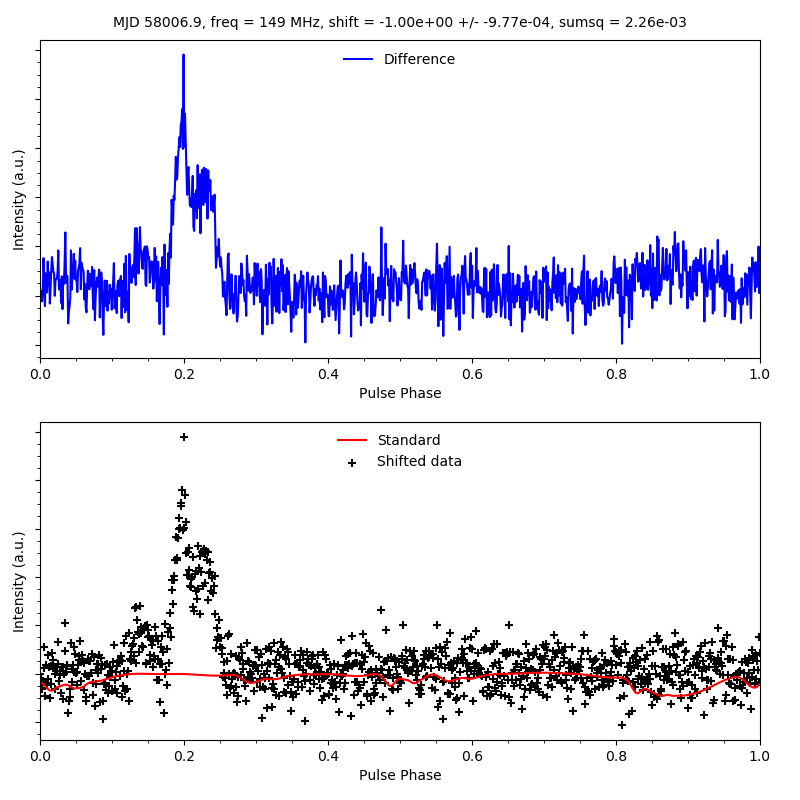 MJD 58006.9, freq = 149 MHz, shift = -1.00e+00 +/- -9.77e-04, sumsq = 2.26e-03
Difference
Intensity (a.u.)
0.0 0.2 0.4 0.6 0.8 1.0
Pulse Phase
Standard
Shifted data
Intensity (a.u.)
0.0 0.2 0.4 0.6 0.8 1.0
Pulse Phase